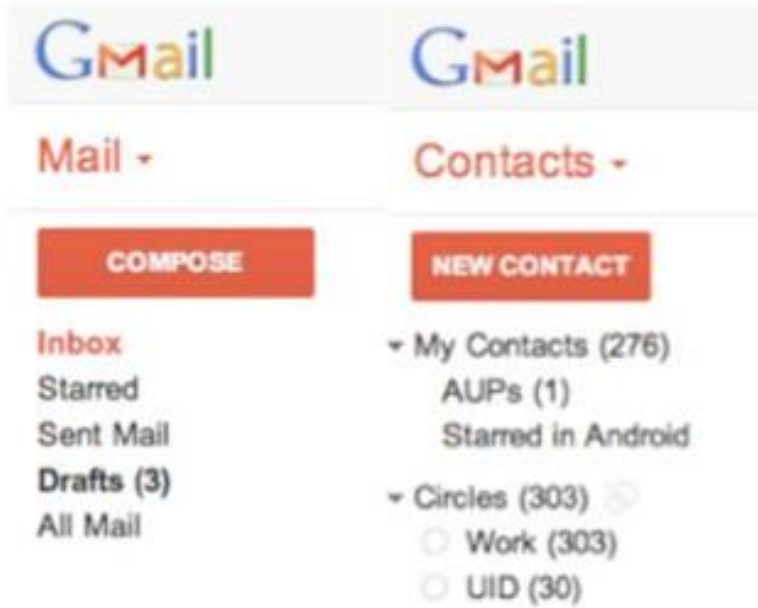 Gmail
Mail
COMPOSE
Inbox
Starred
Sent Mail
Drafts (3)
All Mail
Gmail
Contacts
NEW CONTACT
My Contacts (276)
AUPs (1)
Starred in Android
Circles (303)
Work (303)
UID (30)